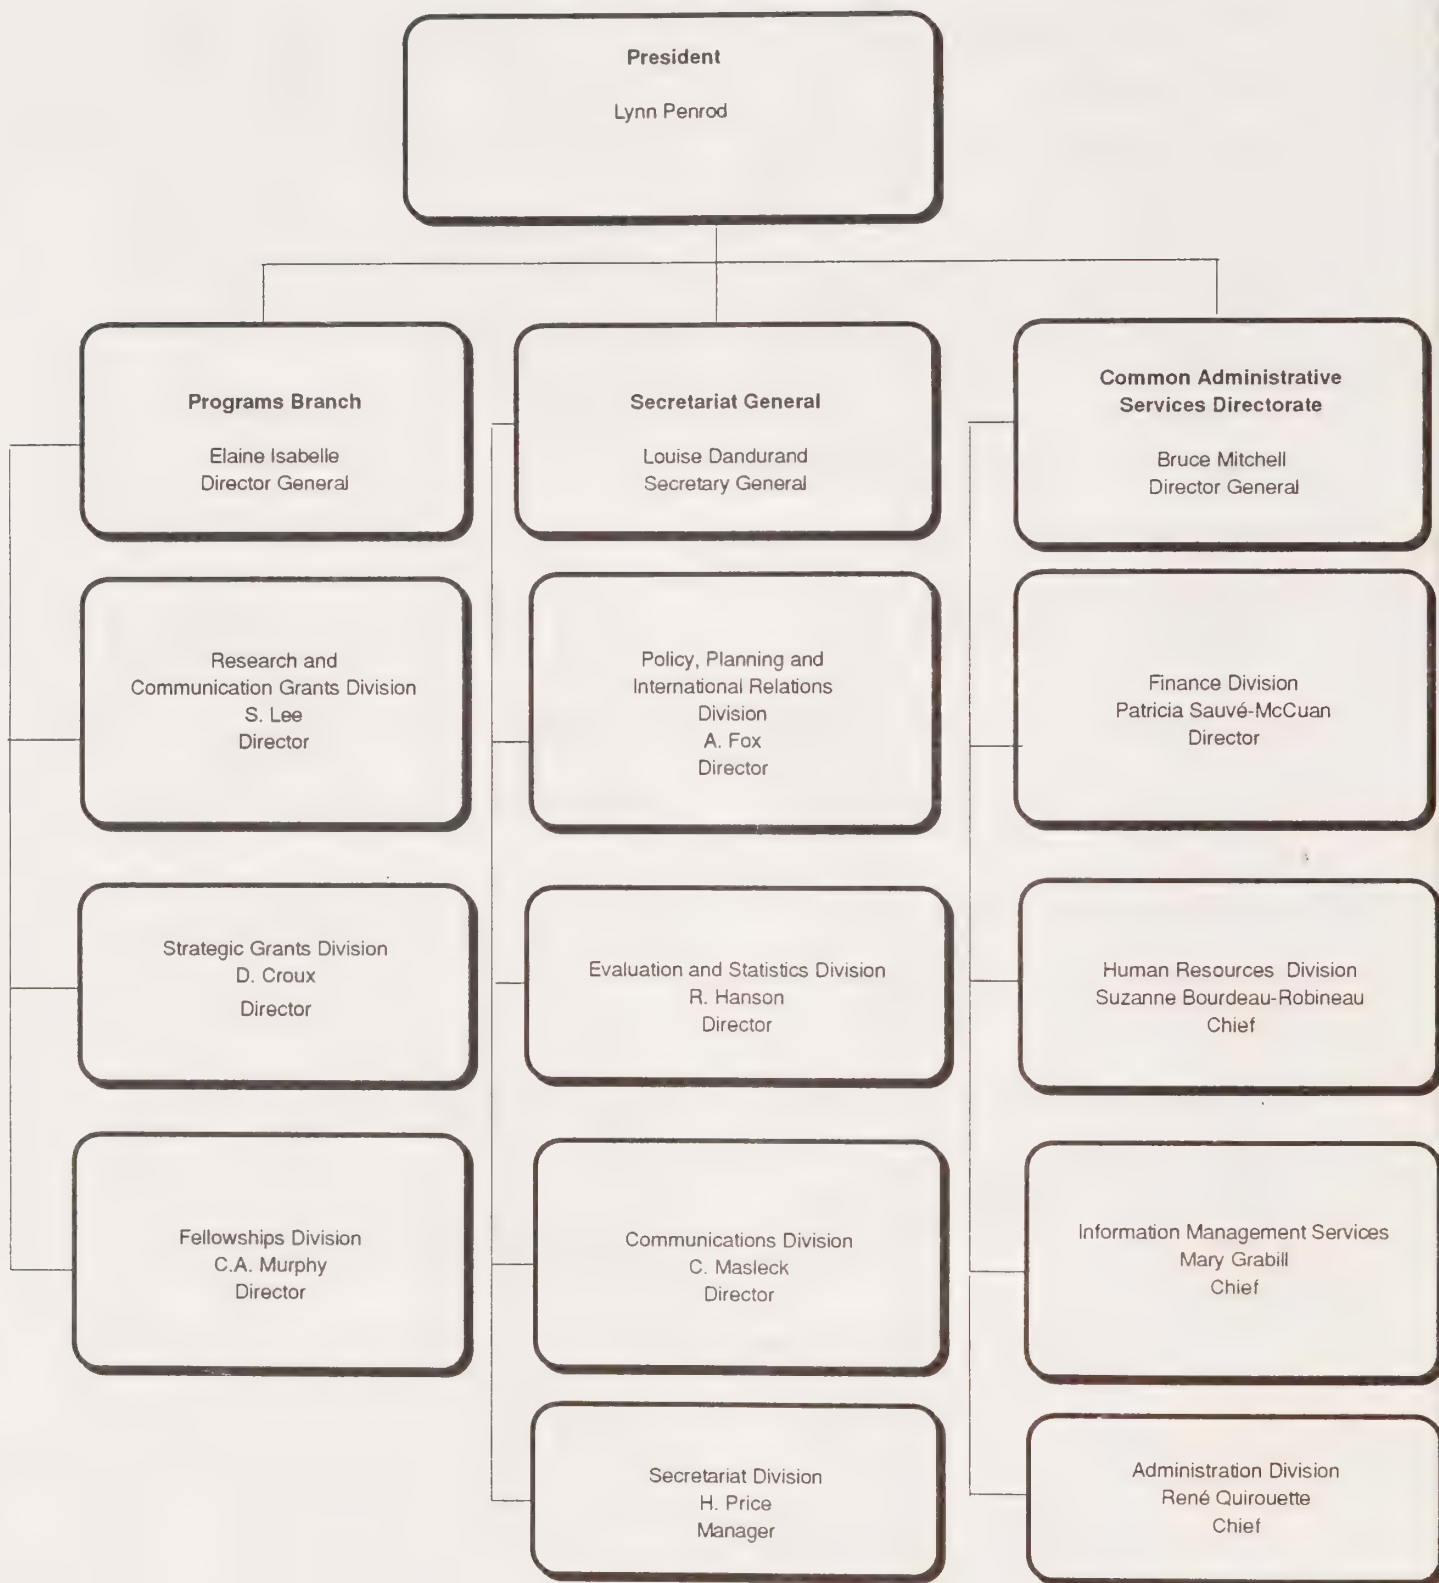 President
Lynn Penrod
Programs Branch
Elaine Isabelle
Director General
Secretariat General
Louise Dandurand
Secretary General
Common Administrative
Services Directorate
Bruce Mitchell
Director General
Research and
Communication Grants Division
S. Lee
Director
Policy, Planning and
International Relations
Division
A. Fox
Director
Finance Division
Patricia Sauvé-McCuan
Director
Strategic Grants Division
D. Croux
Director
Evaluation and Statistics Division
R. Hanson
Director
Human Resources Division
Suzanne Bourdeau-Robineau
Chief
Fellowships Division
C.A. Murphy
Director
Communications Division
C. Masleck
Director
Information Management Services
Mary Grabill
Chief
Secretariat Division
H. Price
Manager
Administration Division
René Quirouette
Chief